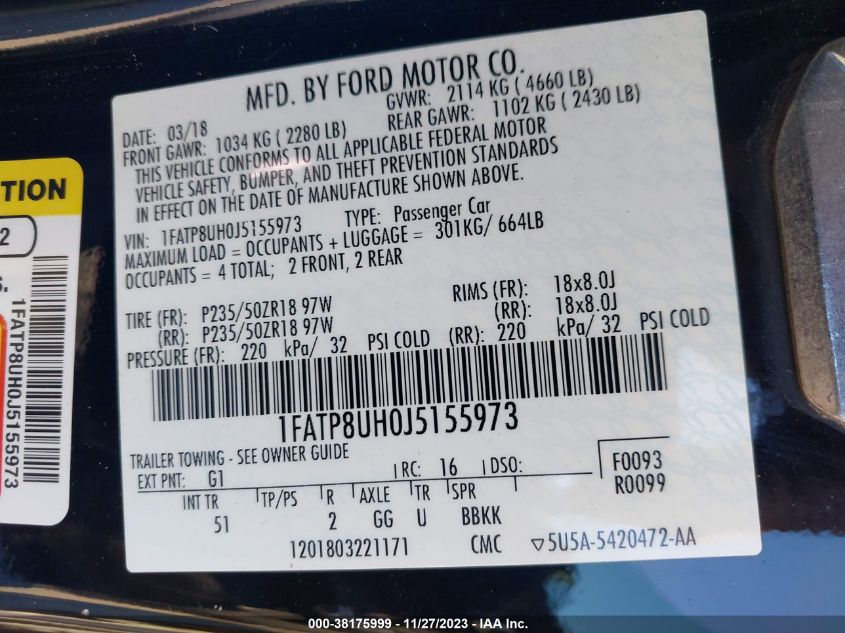 MFD. BY FORD MOTOR CO.
DATE: 03/18
GVWR: 2114 KG ( 4660 LB)
FRONT GAWR: 1034 KG ( 2280 LB)
REAR GAWR: 1102 KG ( 2430 LB)
THIS VEHICLE CONFORMS TO ALL APPLICABLE FEDERAL MOTOR
VEHICLE SAFETY, BUMPER, AND THEFT PREVENTION STANDARDS
IN EFFECT ON THE DATE OF MANUFACTURE SHOWN ABOVE.
VIN: 1FATP8UH0J5155973 TYPE: Passenger Car
MAXIMUM LOAD = OCCUPANTS + LUGGAGE = 301KG/ 664LB
OCCUPANTS = 4 TOTAL; 2 FRONT, 2 REAR
TIRE (FR): P235/50ZR18 97W RIMS (FR): 18x8.0J
(RR): P235/50ZR18 97W (RR): 18x8.0J
PRESSURE (FR): 220 kPa/ 32 PSI COLD (RR): 220 kPa/ 32 PSI COLD
1FATP8UH0J5155973
TRAILER TOWING - SEE OWNER GUIDE
EXT PNT: G1 RC: 16 DSO: F0093
R0099
INT TR TP/PS R AXLE TR SPR
51 2 GG U BBKK
1201803221171 CMC ▽5U5A-5420472-AA
TION
2
S.
1FATP8UH0J5155973
000-38175999 — 11/27/2023 — IAA Inc.